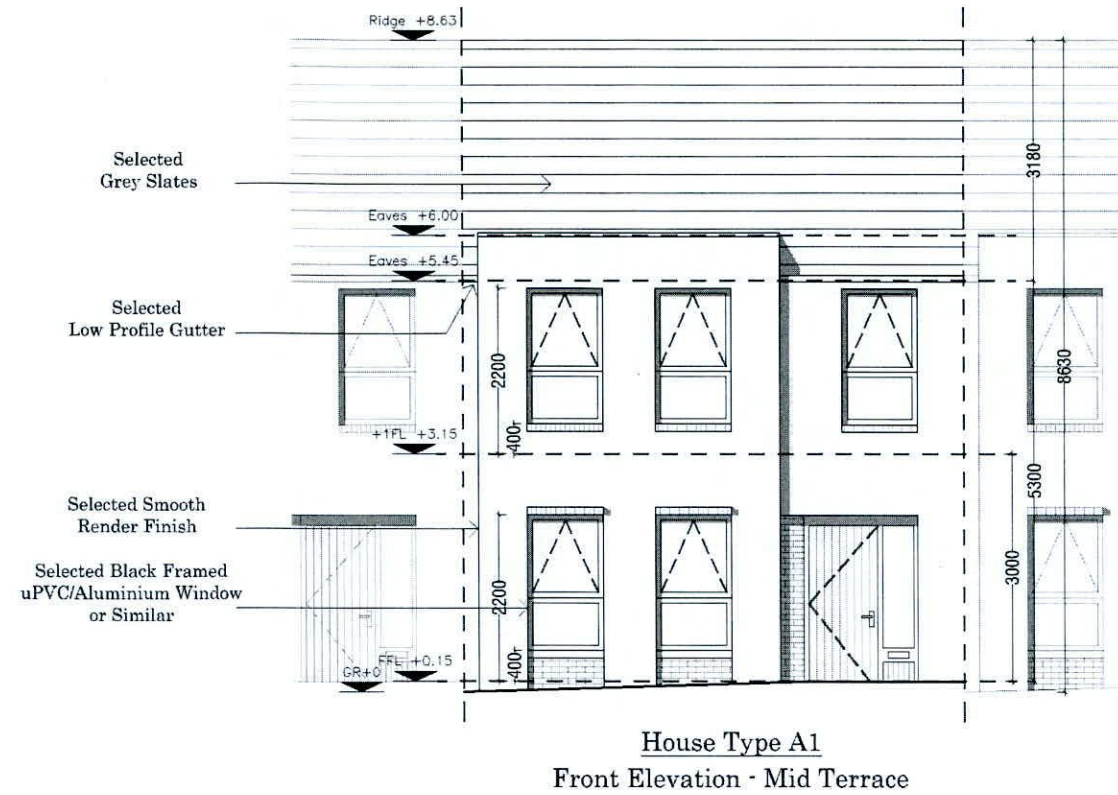 Ridge +8.63
Selected
Grey Slates
3180
Eaves +6.00
Eaves +5.45
Selected
Low Profile Gutter
2200
8630
400
+1FL +3.15
5300
Selected Smooth
Render Finish
3000
Selected Black Framed
uPVC/Aluminium Window
or Similar
2200
400
FFL +0.15
GR+0
House Type A1
Front Elevation - Mid Terrace